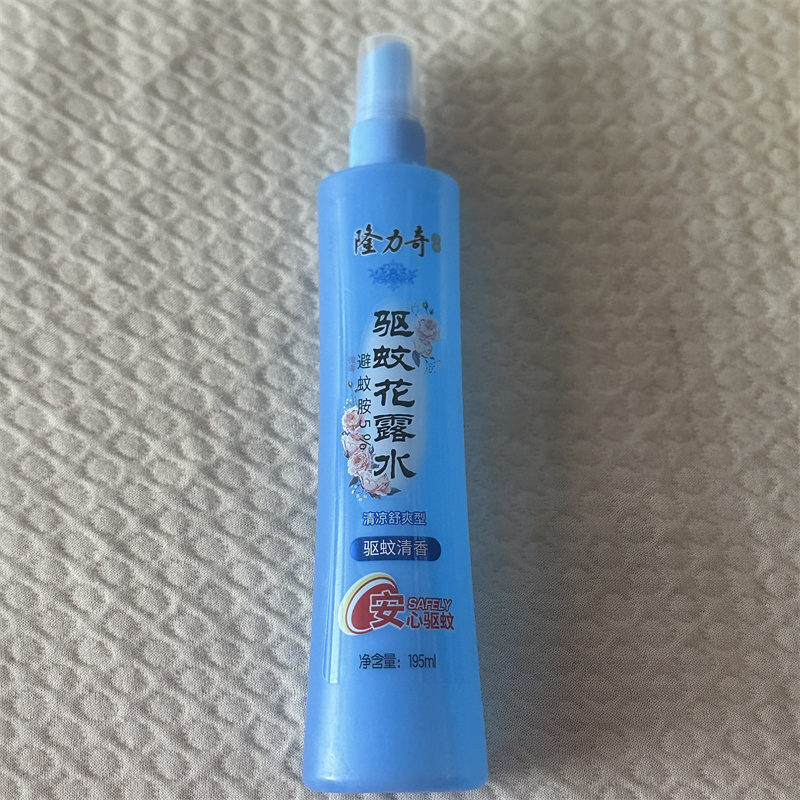 隆力奇
驱蚊花露水
避蚊胺5%
清凉舒爽型
驱蚊清香
安心驱蚊
SAFELY
净含量：195ml